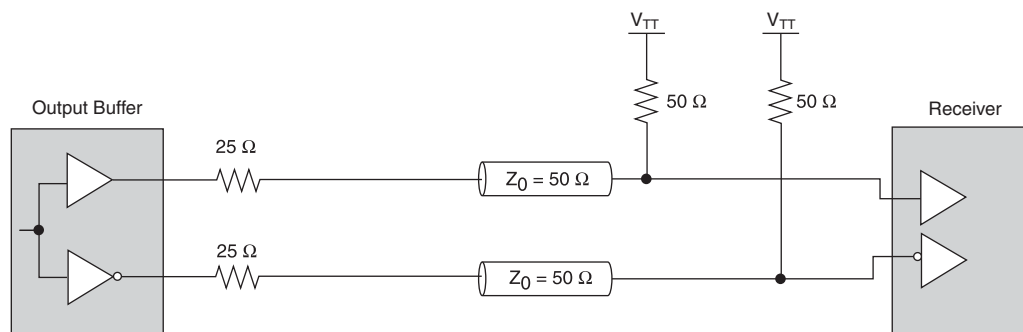 V_TT
V_TT
50 Ω
50 Ω
Output Buffer
Receiver
25 Ω
Z_0 = 50 Ω
25 Ω
Z_0 = 50 Ω